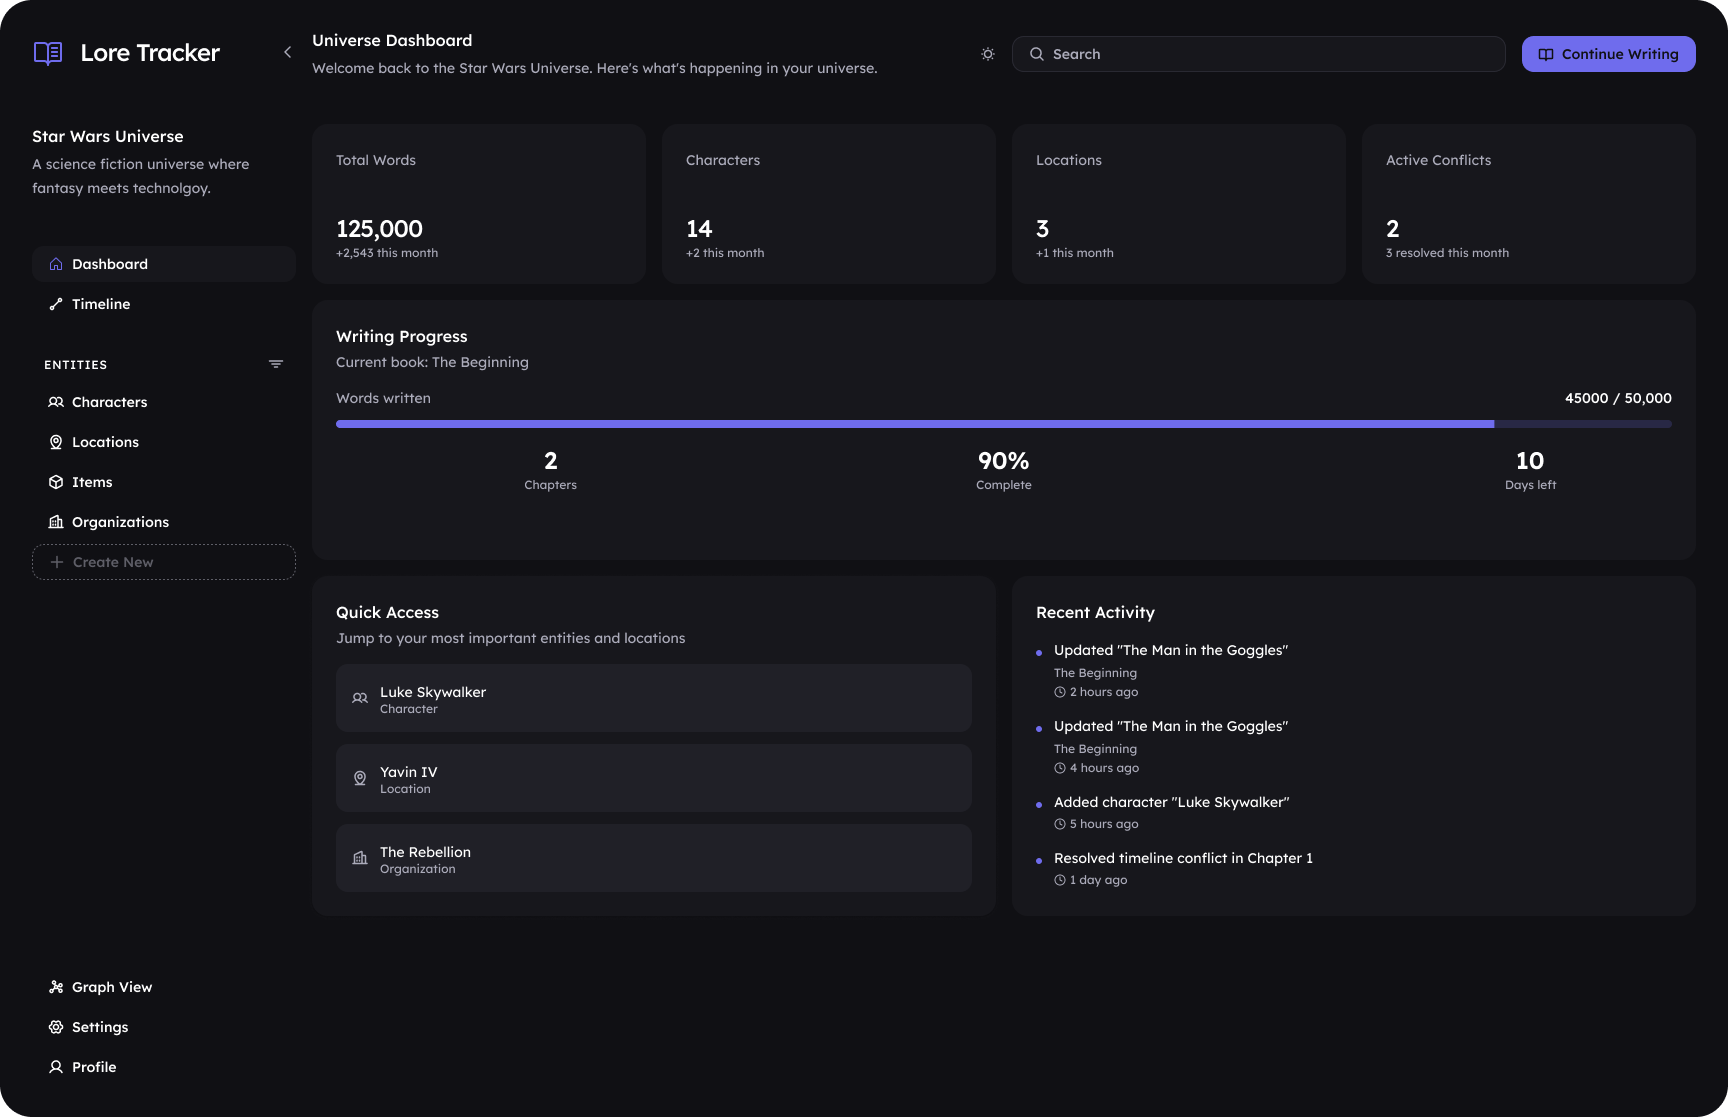 Lore Tracker
Universe Dashboard
Welcome back to the Star Wars Universe. Here's what's happening in your universe.
Search
Continue Writing
Star Wars Universe
A science fiction universe where
fantasy meets technolgoy.
Dashboard
Timeline
ENTITIES
Characters
Locations
Items
Organizations
Create New
Graph View
Settings
Profile
Total Words
125,000
+2,543 this month
Characters
14
+2 this month
Locations
3
+1 this month
Active Conflicts
2
3 resolved this month
Writing Progress
Current book: The Beginning
Words written
45000 / 50,000
2
Chapters
90%
Complete
10
Days left
Quick Access
Jump to your most important entities and locations
Luke Skywalker
Character
Yavin IV
Location
The Rebellion
Organization
Recent Activity
Updated "The Man in the Goggles"
The Beginning
2 hours ago
Updated "The Man in the Goggles"
The Beginning
4 hours ago
Added character "Luke Skywalker"
5 hours ago
Resolved timeline conflict in Chapter 1
1 day ago